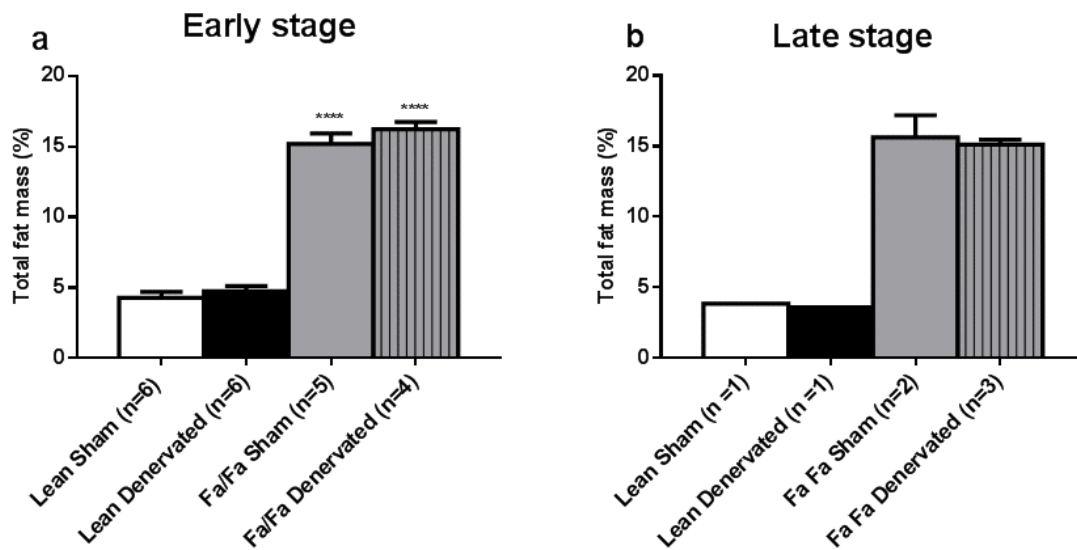 a
Early stage
20
15
10
5
0
Total fat mass (%)
****
****
Lean Sham (n=6)
Lean Denervated (n=6)
Fa/Fa Sham (n=5)
Fa/Fa Denervated (n=4)
b
Late stage
20
15
10
5
0
Total fat mass (%)
Lean Sham (n =1)
Lean Denervated (n =1)
Fa Fa Sham (n=2)
Fa Fa Denervated (n=3)